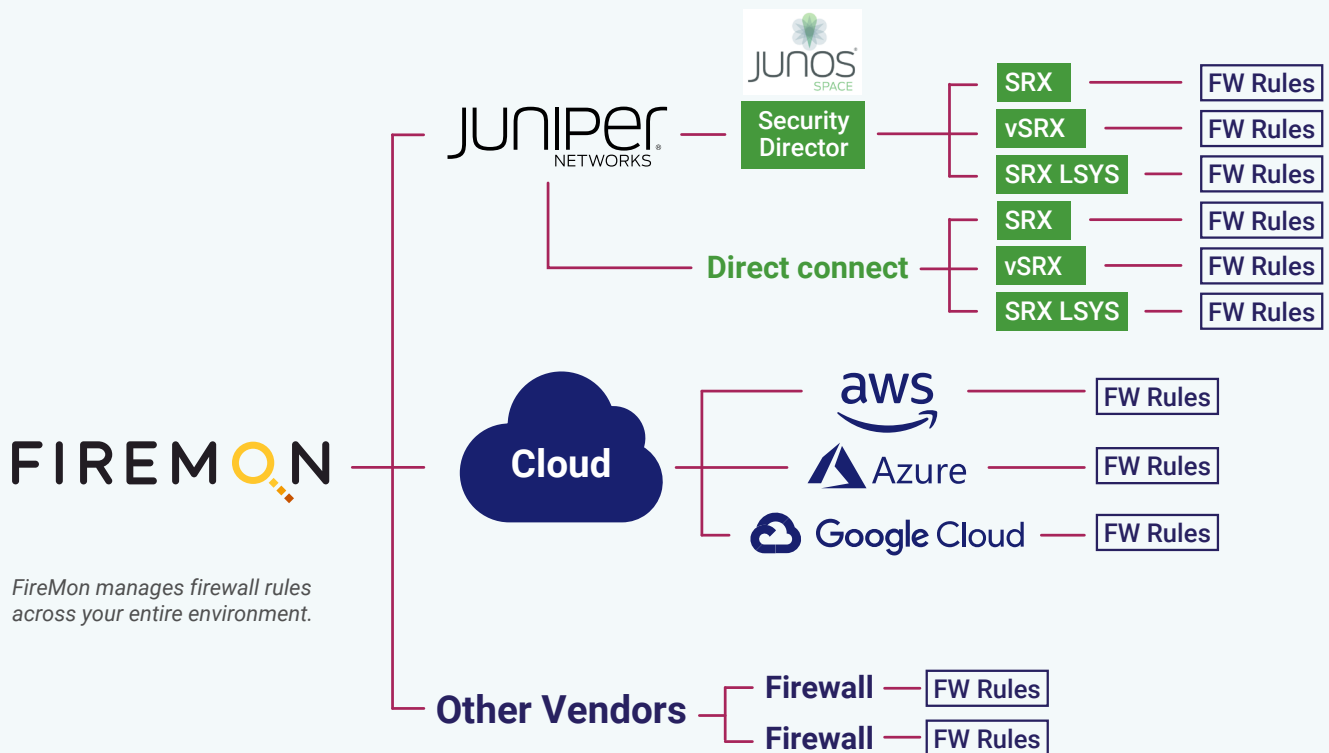 JUNOS
SPACE
JUNIPER
NETWORKS
Security
Director
SRX
FW Rules
vSRX
FW Rules
SRX LSYS
FW Rules
Direct connect
SRX
FW Rules
vSRX
FW Rules
SRX LSYS
FW Rules
FIREMON
FireMon manages firewall rules
across your entire environment.
Cloud
aws
FW Rules
Azure
FW Rules
Google Cloud
FW Rules
Other Vendors
Firewall
FW Rules
Firewall
FW Rules